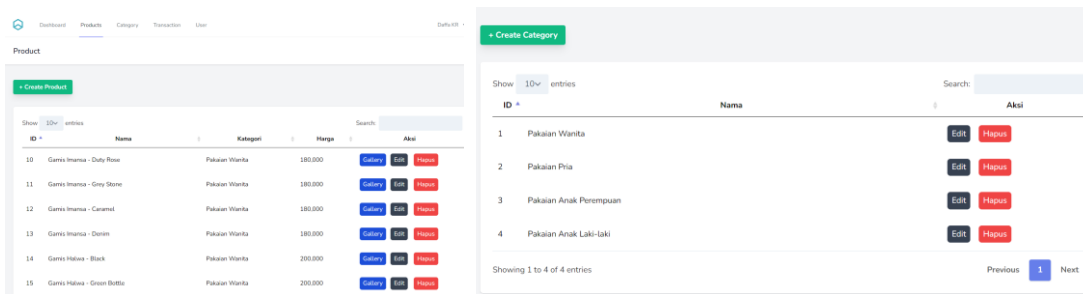 Dashboard Products Category Transaction User Daffa KR
Product
+ Create Product
Show 10 entries Search:
ID Nama Kategori Harga Aksi
10 Gamis Imansa - Duty Rose Pakaian Wanita 180,000 Gallery Edit Hapus
11 Gamis Imansa - Grey Stone Pakaian Wanita 180,000 Gallery Edit Hapus
12 Gamis Imansa - Caramel Pakaian Wanita 180,000 Gallery Edit Hapus
13 Gamis Imansa - Denim Pakaian Wanita 180,000 Gallery Edit Hapus
14 Gamis Halwa - Black Pakaian Wanita 200,000 Gallery Edit Hapus
15 Gamis Halwa - Green Bottle Pakaian Wanita 200,000 Gallery Edit Hapus
+ Create Category
Show 10 entries Search:
ID Nama Aksi
1 Pakaian Wanita Edit Hapus
2 Pakaian Pria Edit Hapus
3 Pakaian Anak Perempuan Edit Hapus
4 Pakaian Anak Laki-laki Edit Hapus
Showing 1 to 4 of 4 entries Previous 1 Next